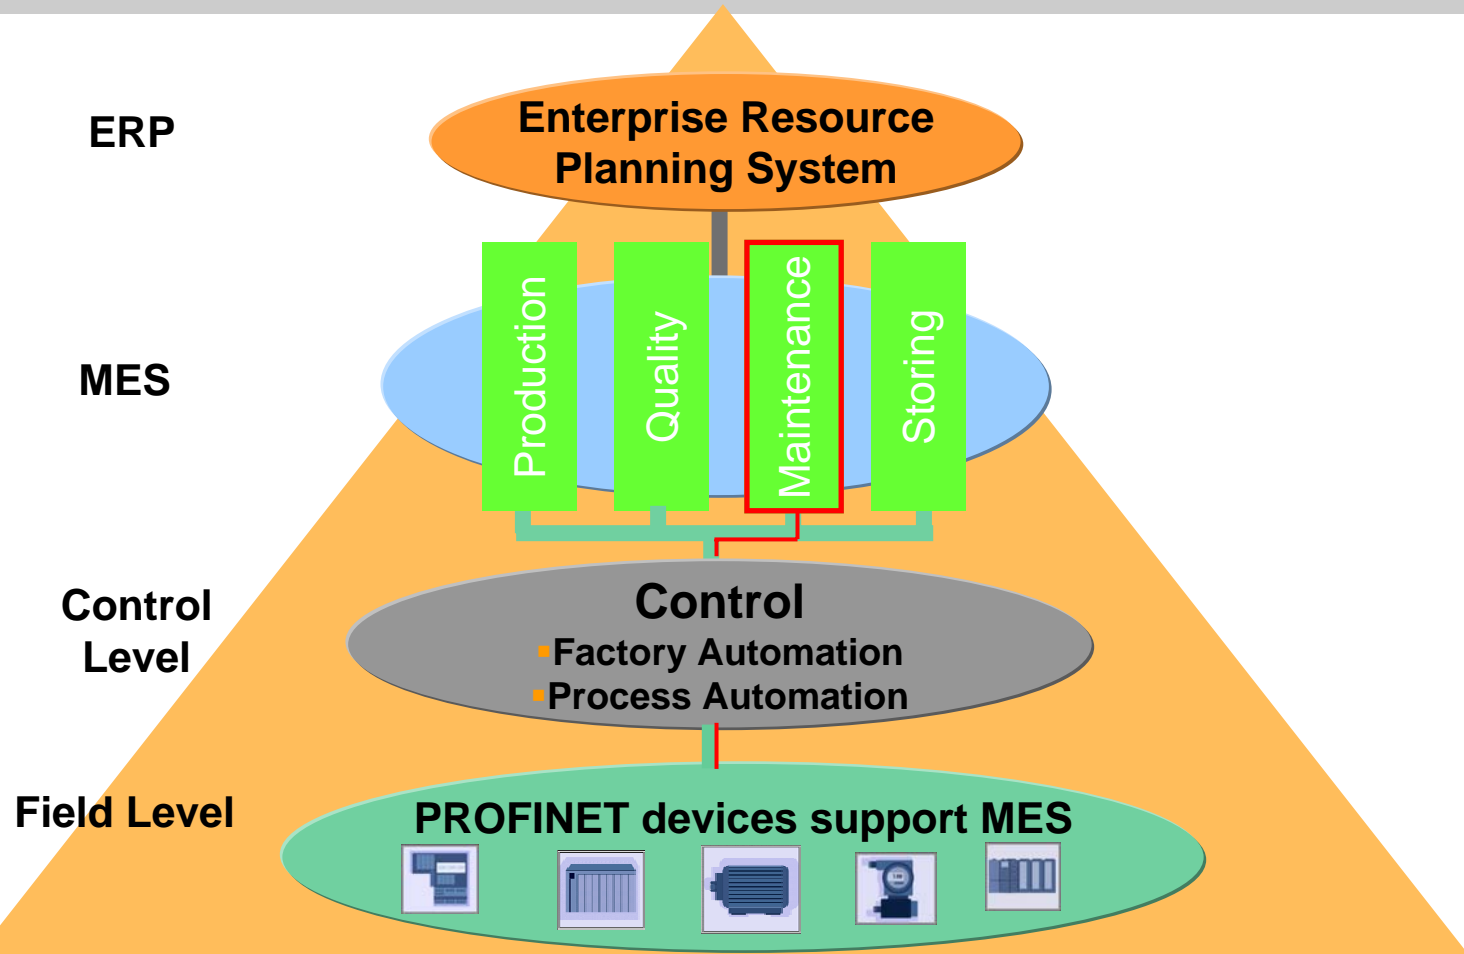 ERP
Enterprise Resource
Planning System
MES
Production
Quality
Maintenance
Storing
Control
Level
Control
▪Factory Automation
▪Process Automation
Field Level
PROFINET devices support MES